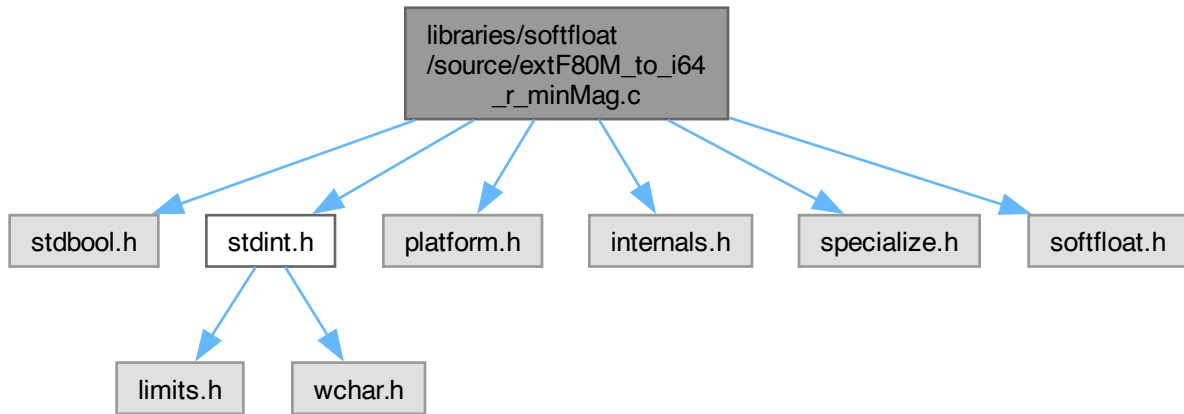 libraries/softfloat
/source/extF80M_to_i64
_r_minMag.c
stdbool.h
stdint.h
platform.h
internals.h
specialize.h
softfloat.h
limits.h
wchar.h